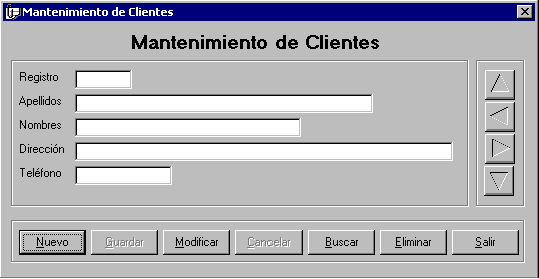 Mantenimiento de Clientes
Mantenimiento de Clientes
Registro
Apellidos
Nombres
Dirección
Teléfono
Nuevo Guardar Modificar Cancelar Buscar Eliminar Salir